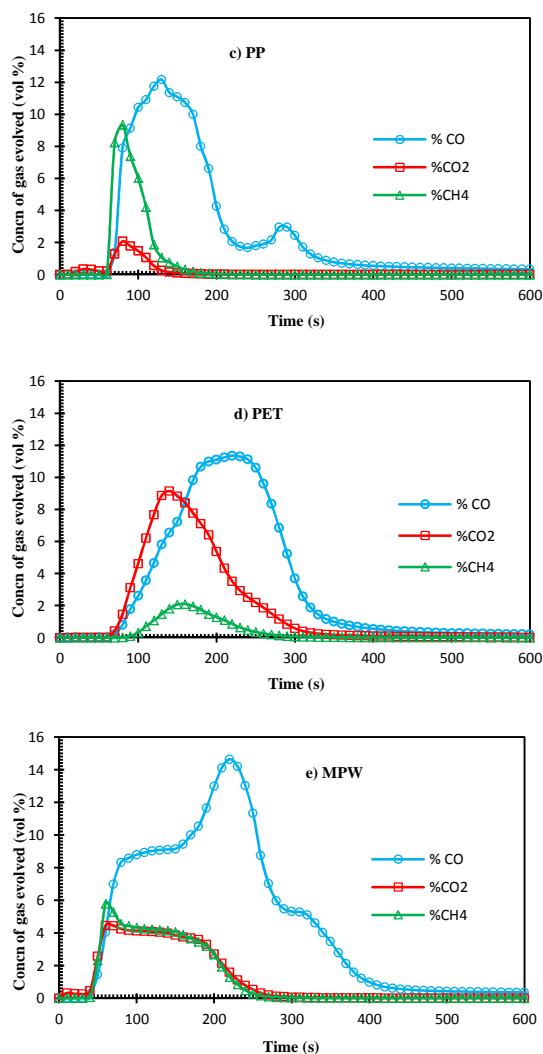 c) PP
Concn of gas evolved (vol %)
16
14
12
10
8
6
4
2
0
% CO
%CO2
%CH4
0 100 200 300 400 500 600
Time (s)
d) PET
Concn of gas evolved (vol %)
16
14
12
10
8
6
4
2
0
% CO
%CO2
%CH4
0 100 200 300 400 500 600
Time (s)
e) MPW
Concn of gas evolved (vol %)
16
14
12
10
8
6
4
2
0
% CO
%CO2
%CH4
0 100 200 300 400 500 600
Time (s)